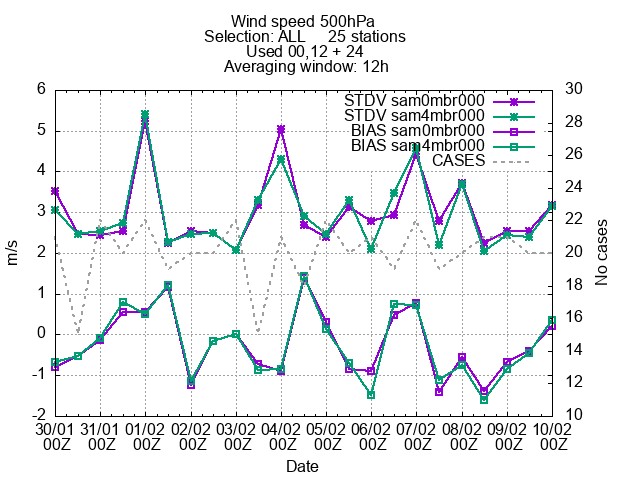 Wind speed 500hPa
Selection: ALL 25 stations
Used 00,12 + 24
Averaging window: 12h
STDV sam0mbr000
STDV sam4mbr000
BIAS sam0mbr000
BIAS sam4mbr000
CASES
6
5
4
3
2
1
0
-1
-2
m/s
30
28
26
24
22
20
18
16
14
12
10
No cases
30/01 31/01 01/02 02/02 03/02 04/02 05/02 06/02 07/02 08/02 09/02 10/02
00Z 00Z 00Z 00Z 00Z 00Z 00Z 00Z 00Z 00Z 00Z 00Z
Date